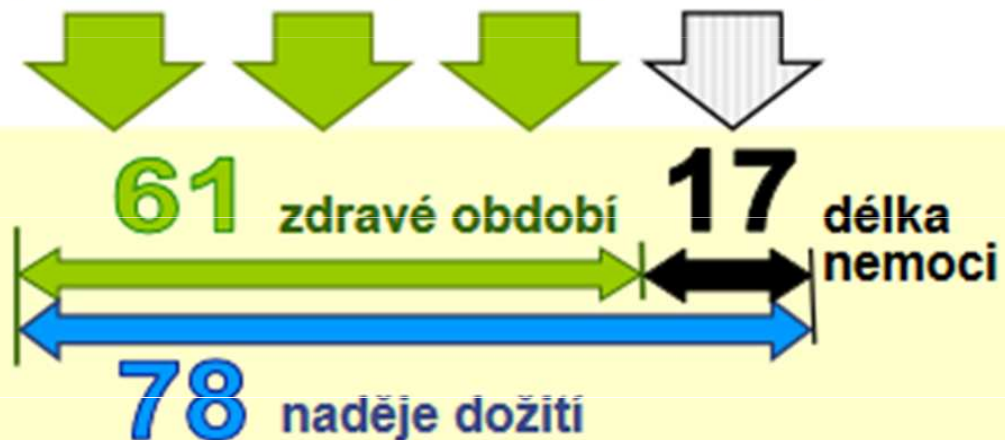 61 zdravé období
17 délka
nemoci
78 naděje dožití